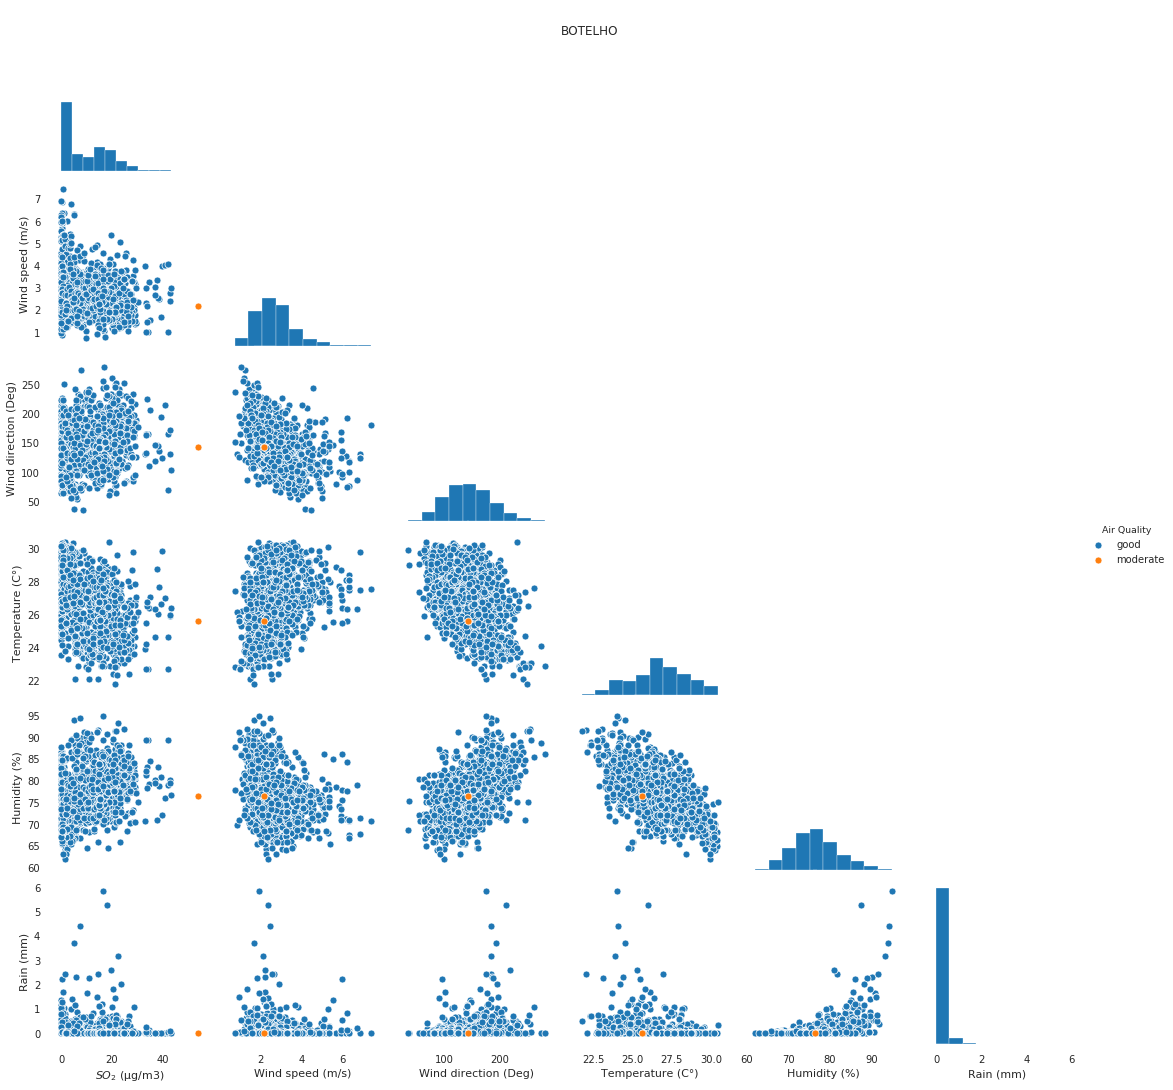 BOTELHO
Wind speed (m/s)
7
6
5
4
3
2
1
Wind direction (Deg)
250
200
150
100
50
Temperature (C°)
30
28
26
24
22
Air Quality
good
moderate
Humidity (%)
95
90
85
80
75
70
65
60
Rain (mm)
6
5
4
3
2
1
0
0 20 40
2 4 6
100 200
22.5 25.0 27.5 30.0
60 70 80 90
0 2 4 6
SO2 (µg/m3)
Wind speed (m/s)
Wind direction (Deg)
Temperature (C°)
Humidity (%)
Rain (mm)